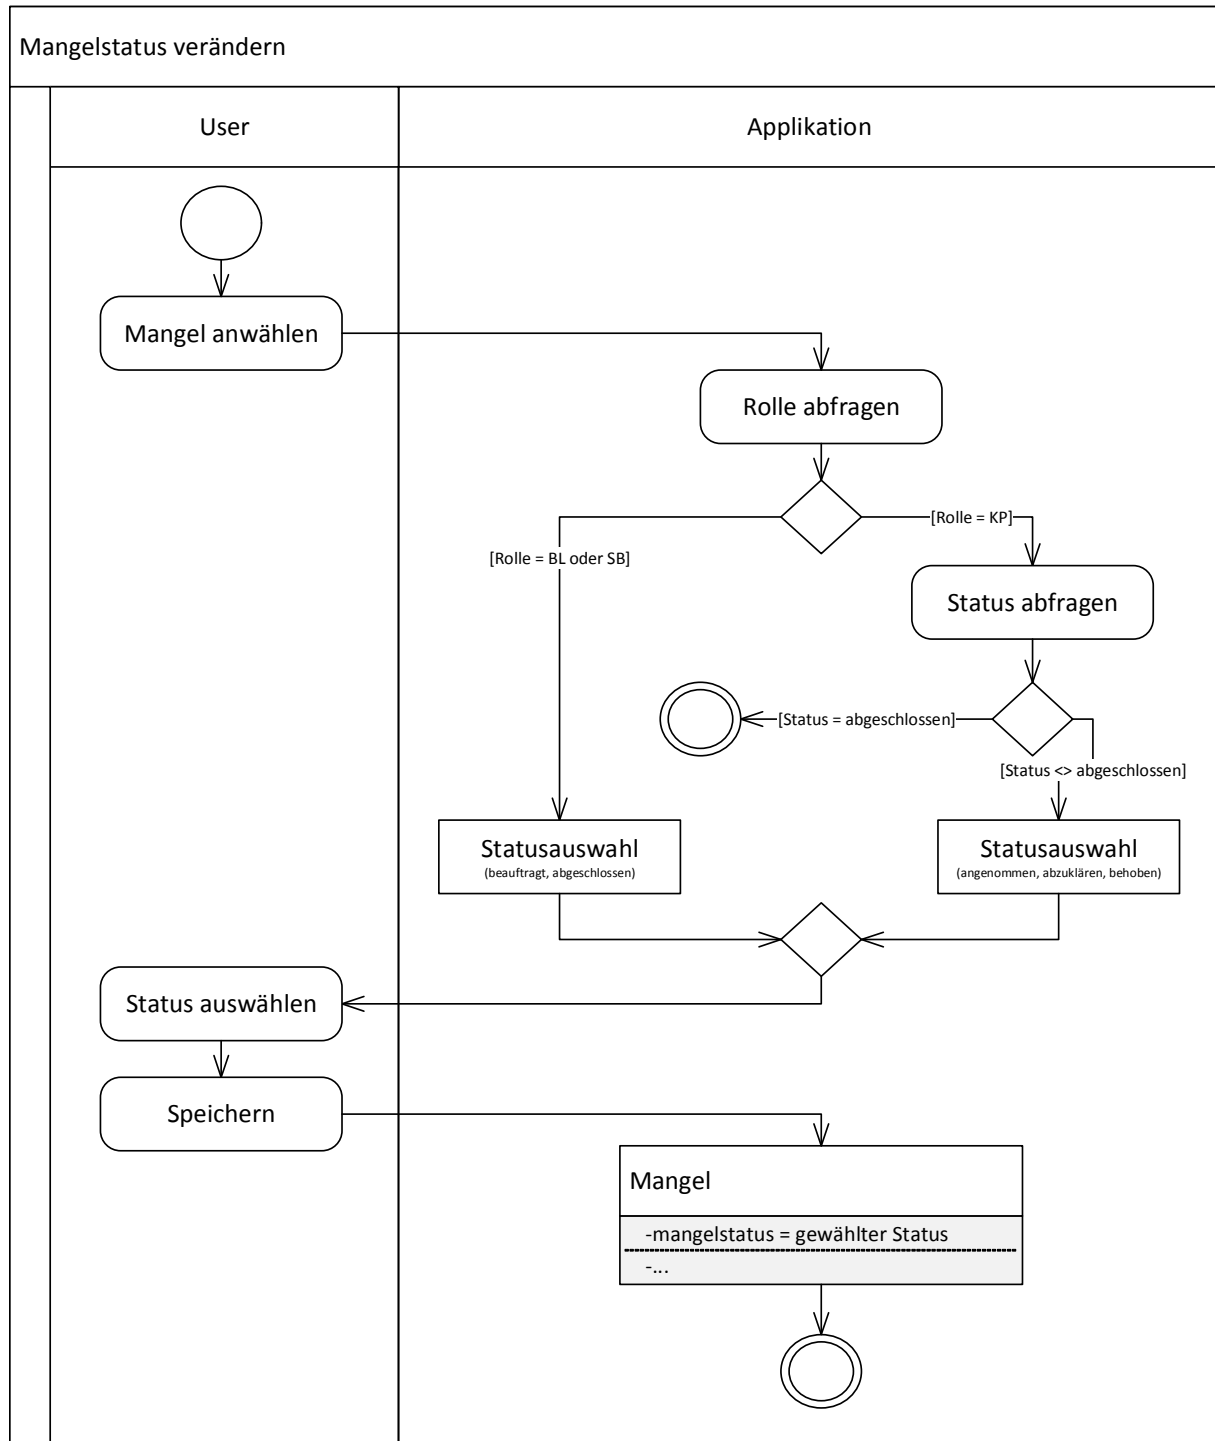 Mangelstatus verändern
User
Applikation
Mangel anwählen
Rolle abfragen
[Rolle = KP]
[Rolle = BL oder SB]
Status abfragen
[Status = abgeschlossen]
[Status <> abgeschlossen]
Statusauswahl
(beauftragt, abgeschlossen)
Statusauswahl
(angenommen, abzuklären, behoben)
Status auswählen
Speichern
Mangel
-mangelstatus = gewählter Status
-...